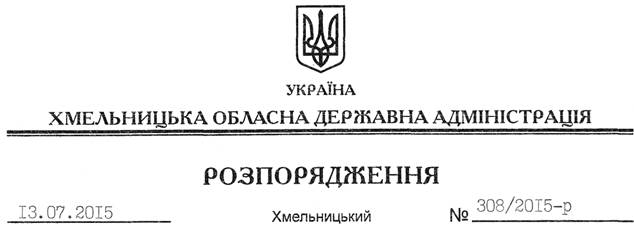 УКРАЇНА
ХМЕЛЬНИЦЬКА ОБЛАСНА ДЕРЖАВНА АДМІНІСТРАЦІЯ
РОЗПОРЯДЖЕННЯ
13.07.2015 Хмельницький № 308/2015-р